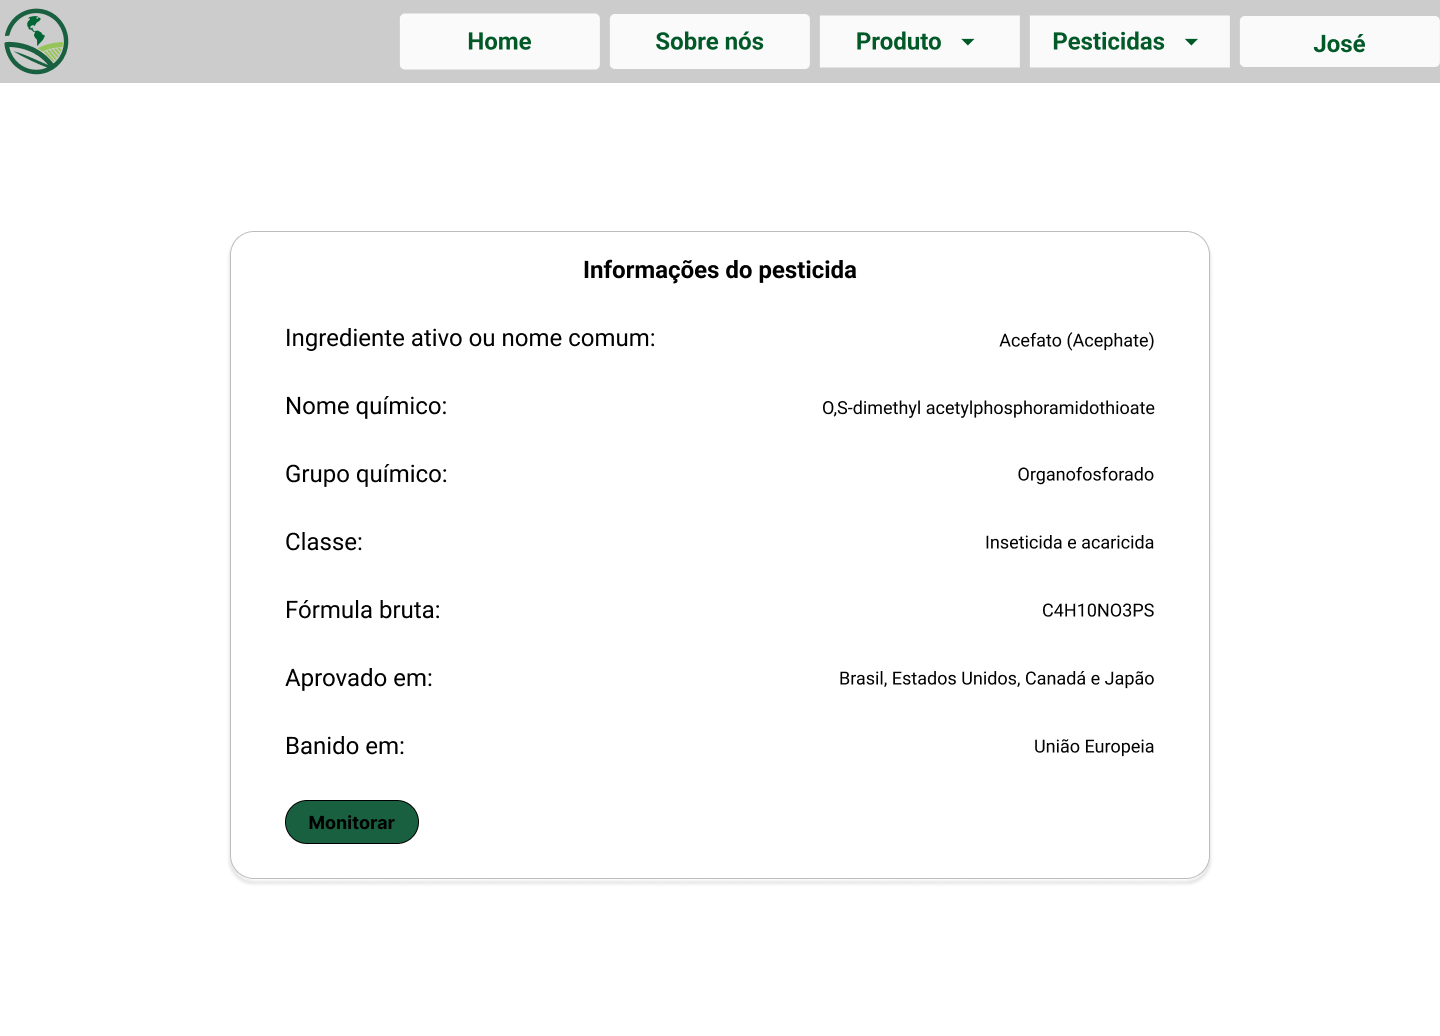 Home Sobre nós Produto Pesticidas José
Informações do pesticida
Ingrediente ativo ou nome comum: Acefato (Acephate)
Nome químico: O,S-dimethyl acetylphosphoramidothioate
Grupo químico: Organofosforado
Classe: Inseticida e acaricida
Fórmula bruta: C4H10NO3PS
Aprovado em: Brasil, Estados Unidos, Canadá e Japão
Banido em: União Europeia
Monitorar